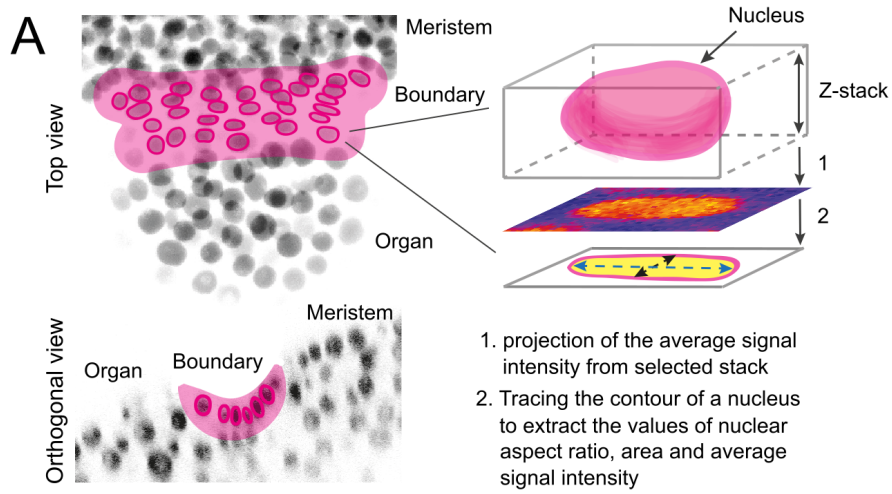 A
Top view
Meristem
Boundary
Organ
Nucleus
Z-stack
1
2
Orthogonal view
Organ
Boundary
Meristem
1. projection of the average signal
intensity from selected stack
2. Tracing the contour of a nucleus
to extract the values of nuclear
aspect ratio, area and average
signal intensity